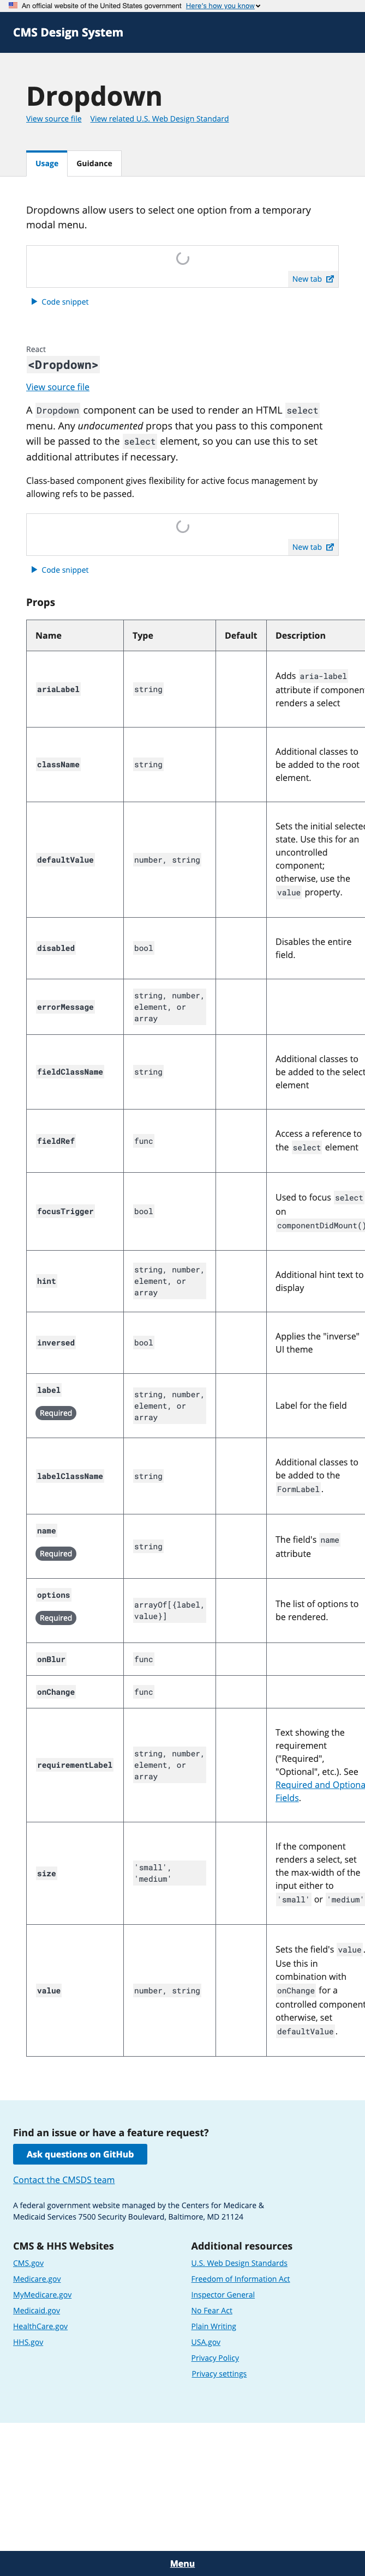 An official website of the United States government Here's how you know
CMS Design System
Dropdown
View source file View related U.S. Web Design Standard
Usage Guidance
Dropdowns allow users to select one option from a temporary
modal menu.
New tab
Code snippet
React
<Dropdown>
View source file
A Dropdown component can be used to render an HTML select
menu. Any undocumented props that you pass to this component
will be passed to the select element, so you can use this to set
additional attributes if necessary.
Class-based component gives flexibility for active focus management by
allowing refs to be passed.
New tab
Code snippet
Props
Name Type Default Description
ariaLabel string Adds aria-label
attribute if component
renders a select
className string Additional classes to
be added to the root
element.
defaultValue number, string Sets the initial selected
state. Use this for an
uncontrolled
component;
otherwise, use the
value property.
disabled bool Disables the entire
field.
errorMessage string, number,
element, or
array
fieldClassName string Additional classes to
be added to the select
element
fieldRef func Access a reference to
the select element
focusTrigger bool Used to focus select
on
componentDidMount()
hint string, number,
element, or
array
Additional hint text to
display
inversed bool Applies the "inverse"
UI theme
label
Required
string, number,
element, or
array
Label for the field
labelClassName string Additional classes to
be added to the
FormLabel.
name
Required
string
The field's name
attribute
options
Required
arrayOf[{label,
value}]
The list of options to
be rendered.
onBlur func
onChange func
requirementLabel string, number,
element, or
array
Text showing the
requirement
("Required",
"Optional", etc.). See
Required and Optional
Fields.
size 'small',
'medium'
If the component
renders a select, set
the max-width of the
input either to
'small' or 'medium'
value number, string Sets the field's value.
Use this in
combination with
onChange for a
controlled component;
otherwise, set
defaultValue.
Find an issue or have a feature request?
Ask questions on GitHub
Contact the CMSDS team
A federal government website managed by the Centers for Medicare &
Medicaid Services 7500 Security Boulevard, Baltimore, MD 21124
CMS & HHS Websites
CMS.gov
Medicare.gov
MyMedicare.gov
Medicaid.gov
HealthCare.gov
HHS.gov
Additional resources
U.S. Web Design Standards
Freedom of Information Act
Inspector General
No Fear Act
Plain Writing
USA.gov
Privacy Policy
Privacy settings
Menu